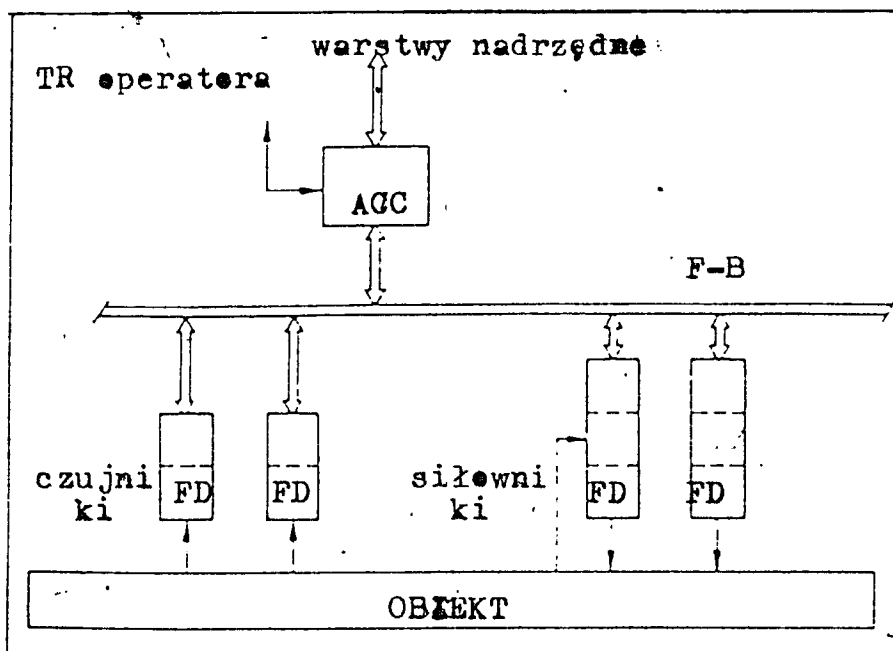 warstwy nadrzędne
TR operatora
AGC
F-B
czujni
ki
FD
FD
siłowni
ki
FD
FD
OBIEKT